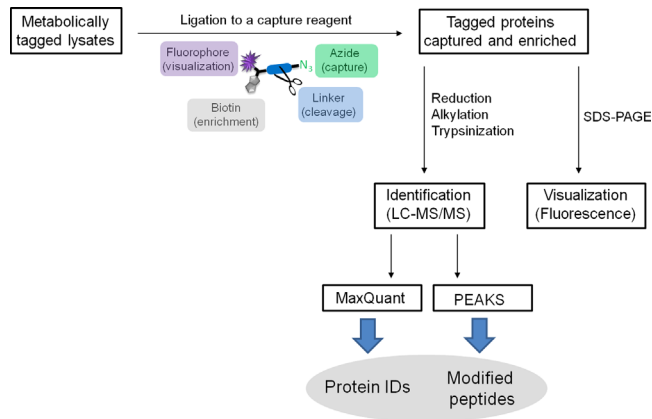 Metabolically
tagged lysates
Ligation to a capture reagent
Tagged proteins
captured and enriched
Fluorophore
(visualization)
N3
Azide
(capture)
Biotin
(enrichment)
Linker
(cleavage)
Reduction
Alkylation
Trypsinization
SDS-PAGE
Identification
(LC-MS/MS)
Visualization
(Fluorescence)
MaxQuant
PEAKS
Protein IDs
Modified
peptides